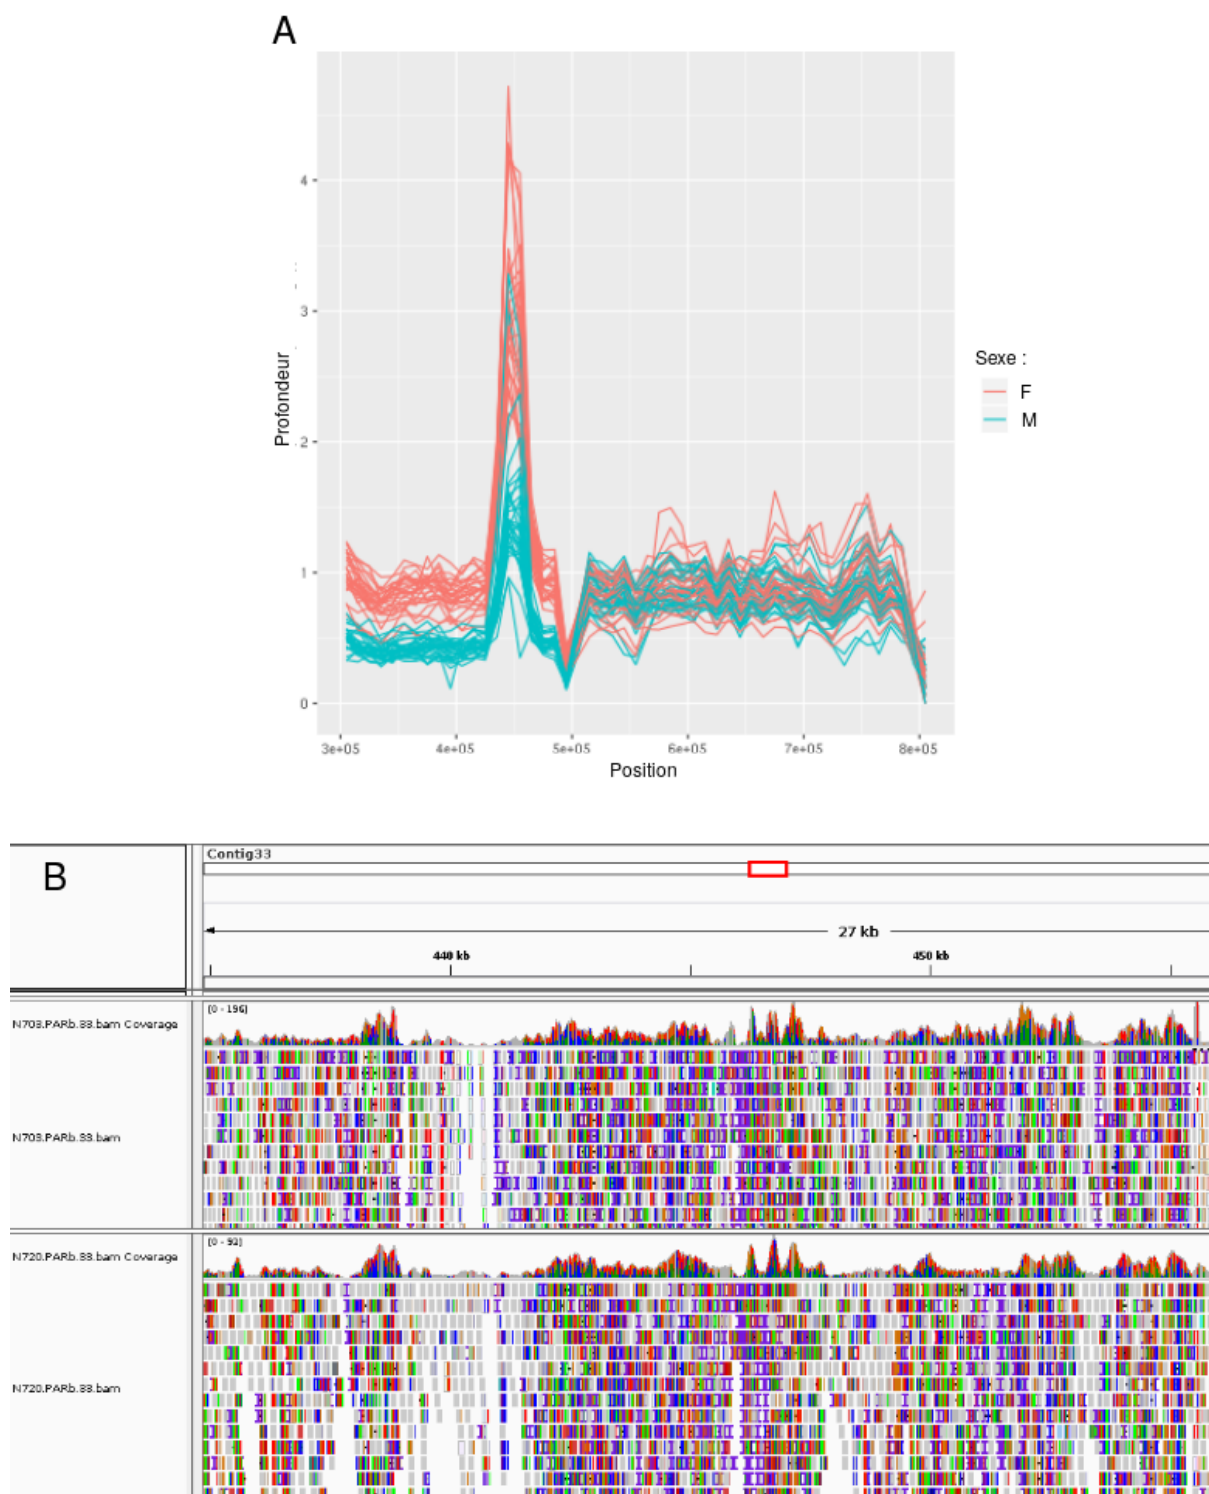 A
4
3
2
1
0
Profondeur
3e+05 4e+05 5e+05 6e+05 7e+05 8e+05
Position
Sexe :
F
M
B
Contig33
27 kb
440 kb 450 kb
N703.PARb.33.bam Coverage
[0 - 196]
N703.PARb.33.bam
N720.PARb.33.bam Coverage
[0 - 92]
N720.PARb.33.bam